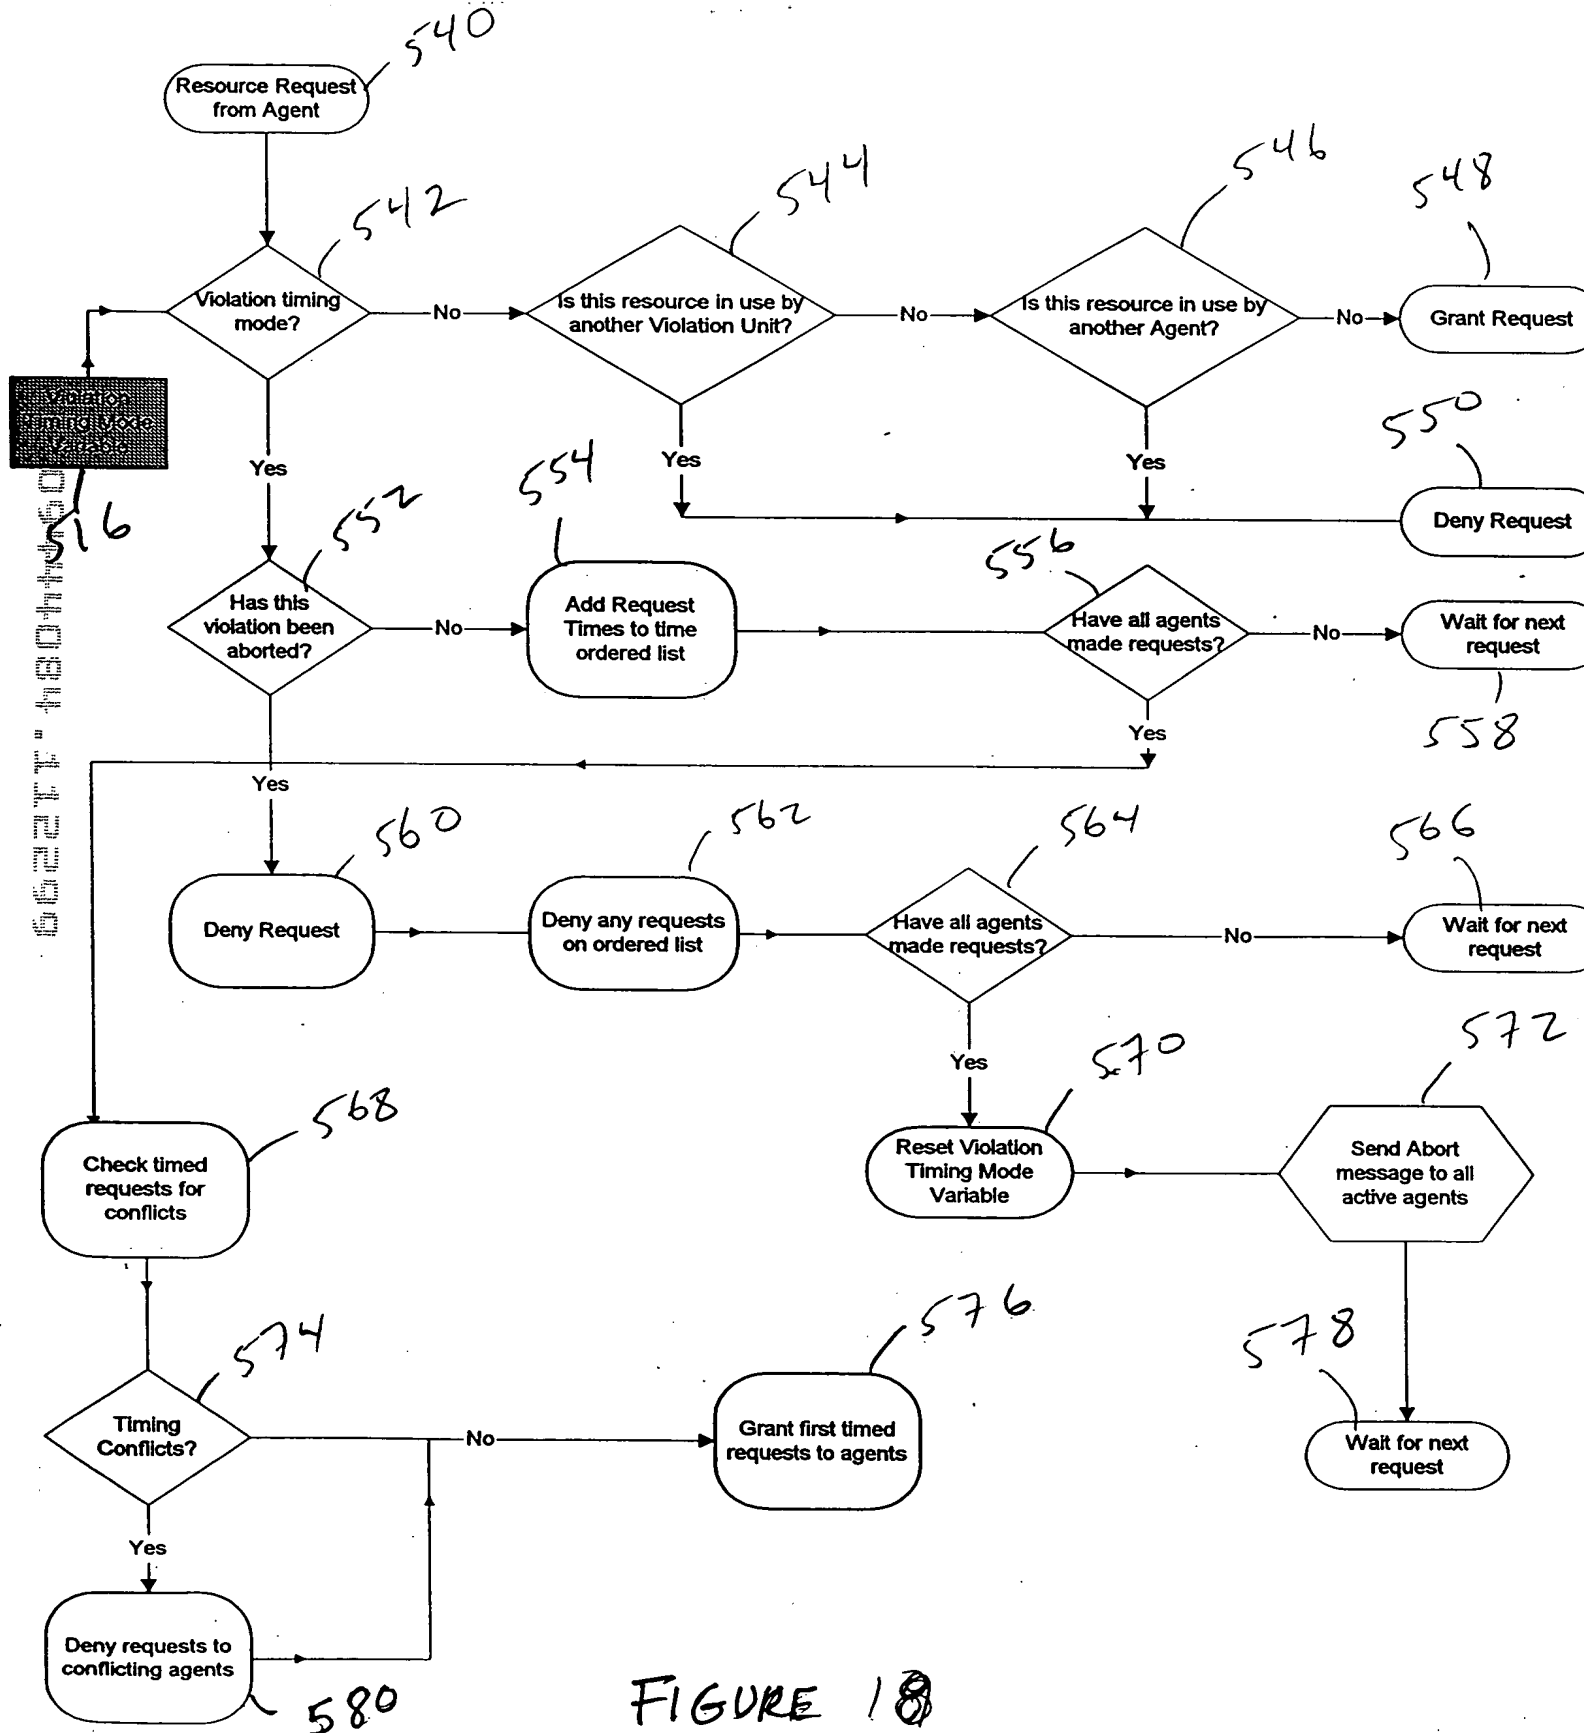 540
Resource Request
from Agent
542
544
546
548
Violation timing
mode?
No
Is this resource in use by
another Violation Unit?
No
Is this resource in use by
another Agent?
No
Grant Request
Violation
Timing Mode
Variable
516
Yes
Yes
Yes
550
Deny Request
552
554
556
Has this
violation been
aborted?
No
Add Request
Times to time
ordered list
Have all agents
made requests?
No
Wait for next
request
558
Yes
Yes
09444084.112299
560
562
564
566
Deny Request
Deny any requests
on ordered list
Have all agents
made requests?
No
Wait for next
request
Yes
568
570
572
Check timed
requests for
conflicts
Reset Violation
Timing Mode
Variable
Send Abort
message to all
active agents
574
576
578
Timing
Conflicts?
No
Grant first timed
requests to agents
Wait for next
request
Yes
Deny requests to
conflicting agents
580
FIGURE 18